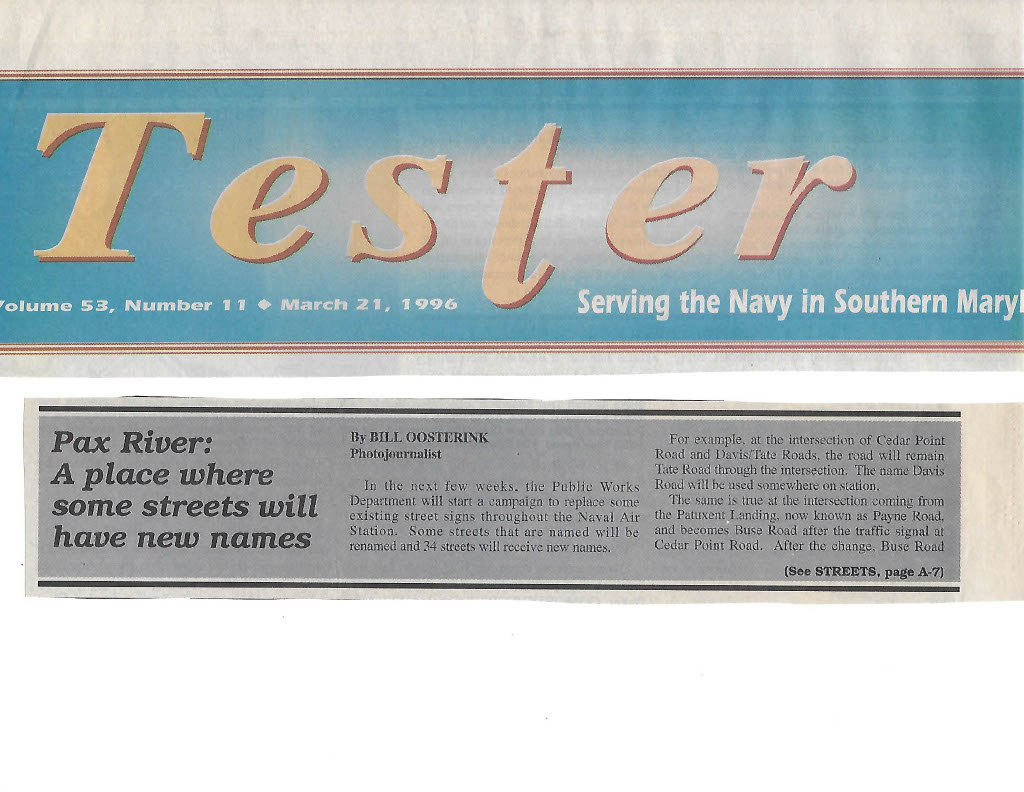 Tester
Volume 53, Number 11 ◆ March 21, 1996
Serving the Navy in Southern Maryl
Pax River:
A place where
some streets will
have new names
By BILL OOSTERINK
Photojournalist
In the next few weeks, the Public Works
Department will start a campaign to replace some
existing street signs throughout the Naval Air
Station. Some streets that are named will be
renamed and 34 streets will receive new names.
For example, at the intersection of Cedar Point
Road and Davis/Tate Roads, the road will remain
Tate Road through the intersection. The name Davis
Road will be used somewhere on station.
The same is true at the intersection coming from
the Patuxent Landing, now known as Payne Road,
and becomes Buse Road after the traffic signal at
Cedar Point Road. After the change, Buse Road
(See STREETS, page A-7)